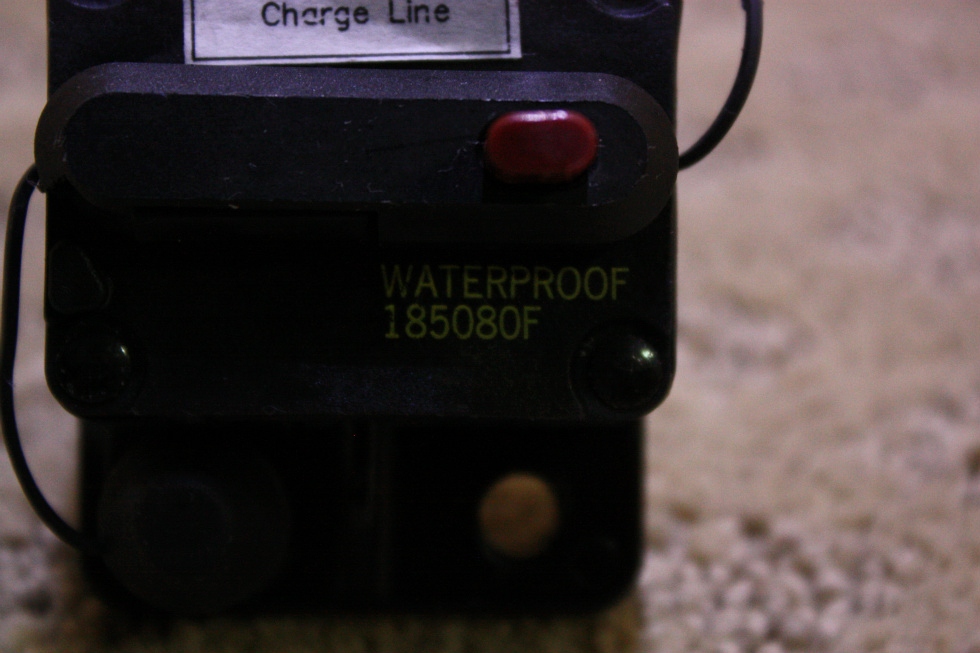 Charge Line
WATERPROOF
185080F